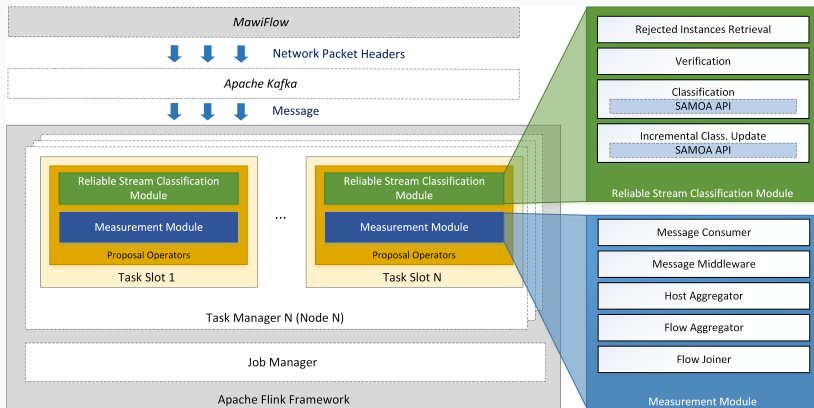 MawiFlow
Network Packet Headers
Apache Kafka
Message
Reliable Stream Classification
Module
Measurement Module
Proposal Operators
Task Slot 1
...
Reliable Stream Classification
Module
Measurement Module
Proposal Operators
Task Slot N
Task Manager N (Node N)
Job Manager
Apache Flink Framework
Rejected Instances Retrieval
Verification
Classification
SAMOA API
Incremental Class. Update
SAMOA API
Reliable Stream Classification Module
Message Consumer
Message Middleware
Host Aggregator
Flow Aggregator
Flow Joiner
Measurement Module